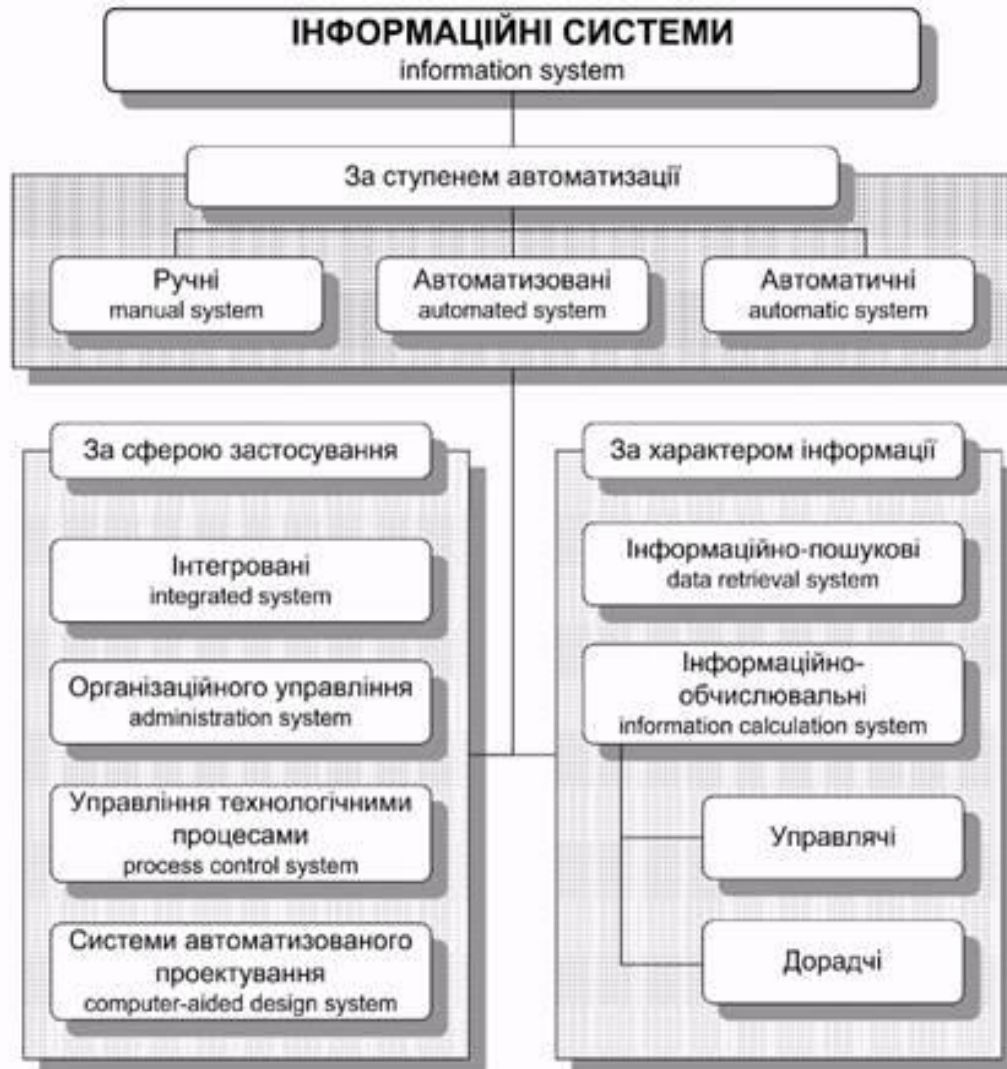 ІНФОРМАЦІЙНІ СИСТЕМИ
information system
За ступенем автоматизації
Ручні
manual system
Автоматизовані
automated system
Автоматичні
automatic system
За сферою застосування
Інтегровані
integrated system
Організаційного управління
administration system
Управління технологічними
процесами
process control system
Системи автоматизованого
проектування
computer-aided design system
За характером інформації
Інформаційно-пошукові
data retrieval system
Інформаційно-
обчислювальні
information calculation system
Управлячі
Дорадчі